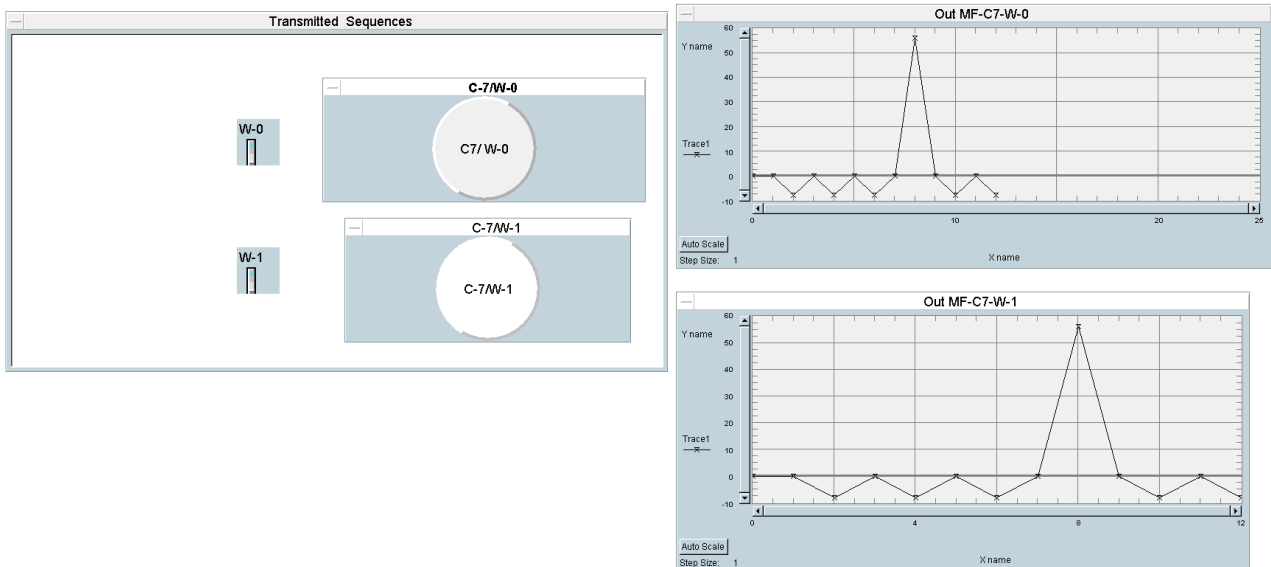 Transmitted Sequences
W-0
C-7/W-0
C7/ W-0
W-1
C-7/W-1
C-7/W-1
Out MF-C7-W-0
Y name
60
50
40
30
20
10
0
-10
Trace1
0
10
20
25
Auto Scale
Step Size: 1
X name
Out MF-C7-W-1
Y name
60
50
40
30
20
10
0
-10
Trace1
0
4
8
12
Auto Scale
Step Size: 1
X name